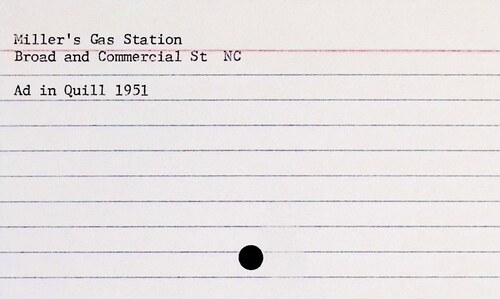 Miller's Gas Station
Broad and Commercial St NC
Ad in Quill 1951